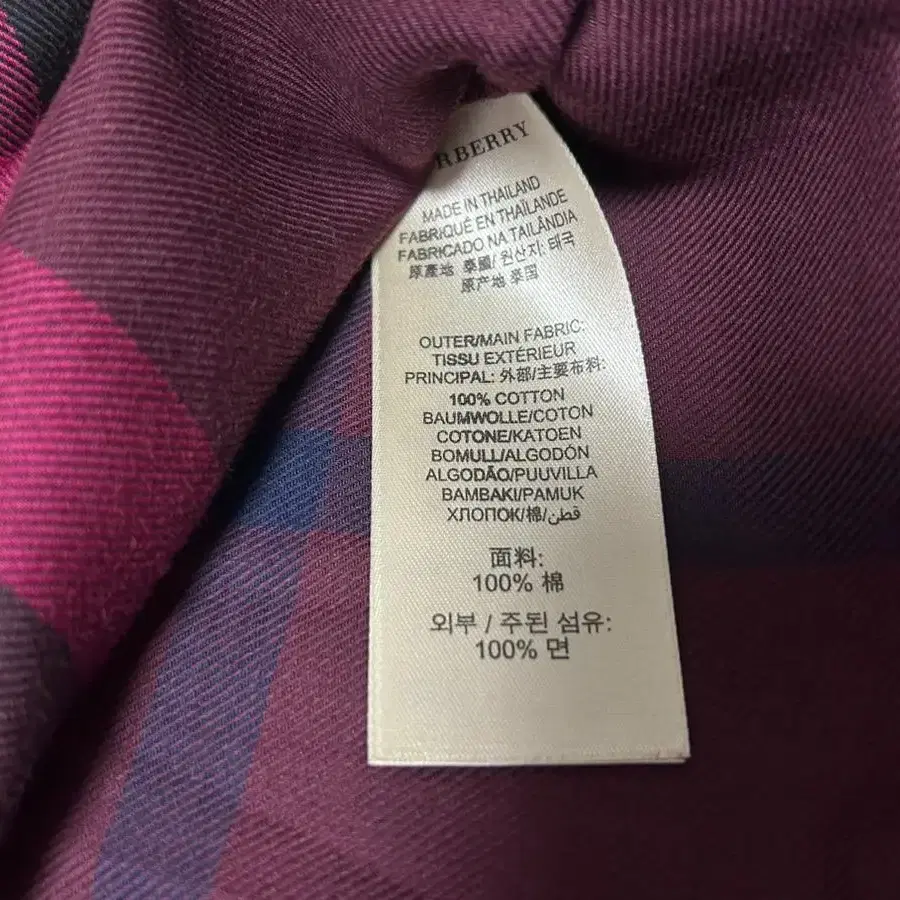 RBERRY
MADE IN THAILAND
FABRIQUÉ EN THAÏLANDE
FABRICADO NA TAILÂNDIA
原產地 泰國/ 원산지: 태국
原产地 泰国
OUTER/MAIN FABRIC:
TISSU EXTÉRIEUR
PRINCIPAL: 外部/主要布料:
100% COTTON
BAUMWOLLE/COTON
COTONE/KATOEN
BOMULL/ALGODÓN
ALGODÃO/PUUVILLA
BAMBAKI/PAMUK
ХЛОПОК/棉/قطن
面料:
100% 棉
외부 / 주된 섬유:
100% 면